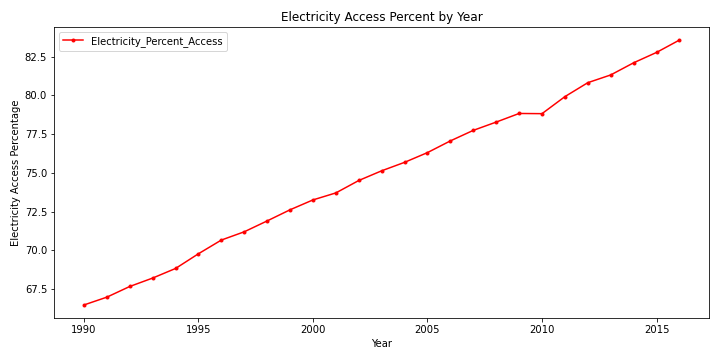 Electricity Access Percent by Year
Electricity_Percent_Access
Electricity Access Percentage
82.5
80.0
77.5
75.0
72.5
70.0
67.5
1990 1995 2000 2005 2010 2015
Year